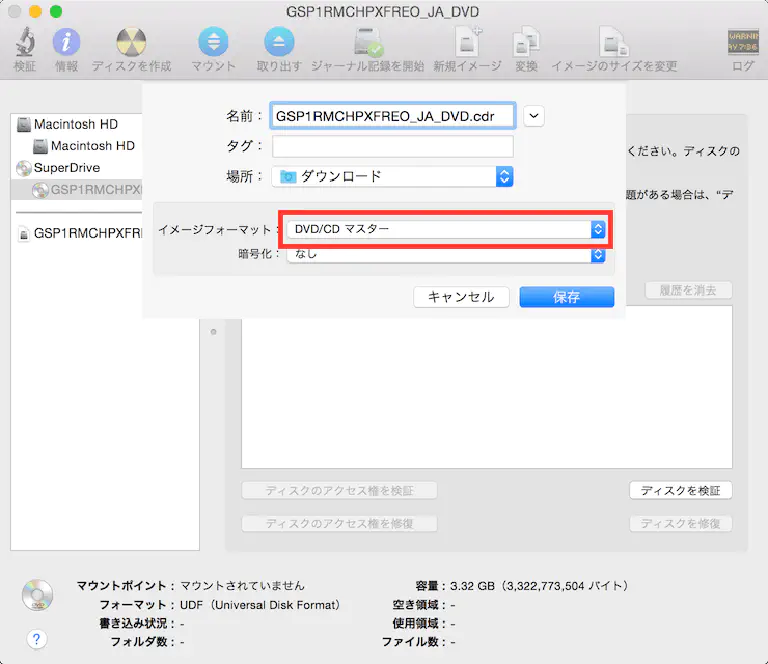 GSP1RMCHPXFREO_JA_DVD
検証 情報 ディスクを作成 マウント 取り出す ジャーナル記録を開始 新規イメージ 変換 イメージのサイズを変更 ログ
WARNIN
AY 7:36
名前： GSP1RMCHPXFREO_JA_DVD.cdr
タグ：
場所： ダウンロード
イメージフォーマット： DVD/CD マスター
暗号化： なし
キャンセル 保存
Macintosh HD
Macintosh HD
SuperDrive
GSP1RMCHPX
GSP1RMCHPXFRE
ください。ディスクの
題がある場合は、“デ
履歴を消去
ディスクのアクセス権を検証 ディスクを検証
ディスクのアクセス権を修復 ディスクを修復
マウントポイント： マウントされていません 容量： 3.32 GB（3,322,773,504 バイト）
フォーマット： UDF（Universal Disk Format） 空き領域： -
書き込み状況： - 使用領域： -
フォルダ数： - ファイル数： -
DVD
?